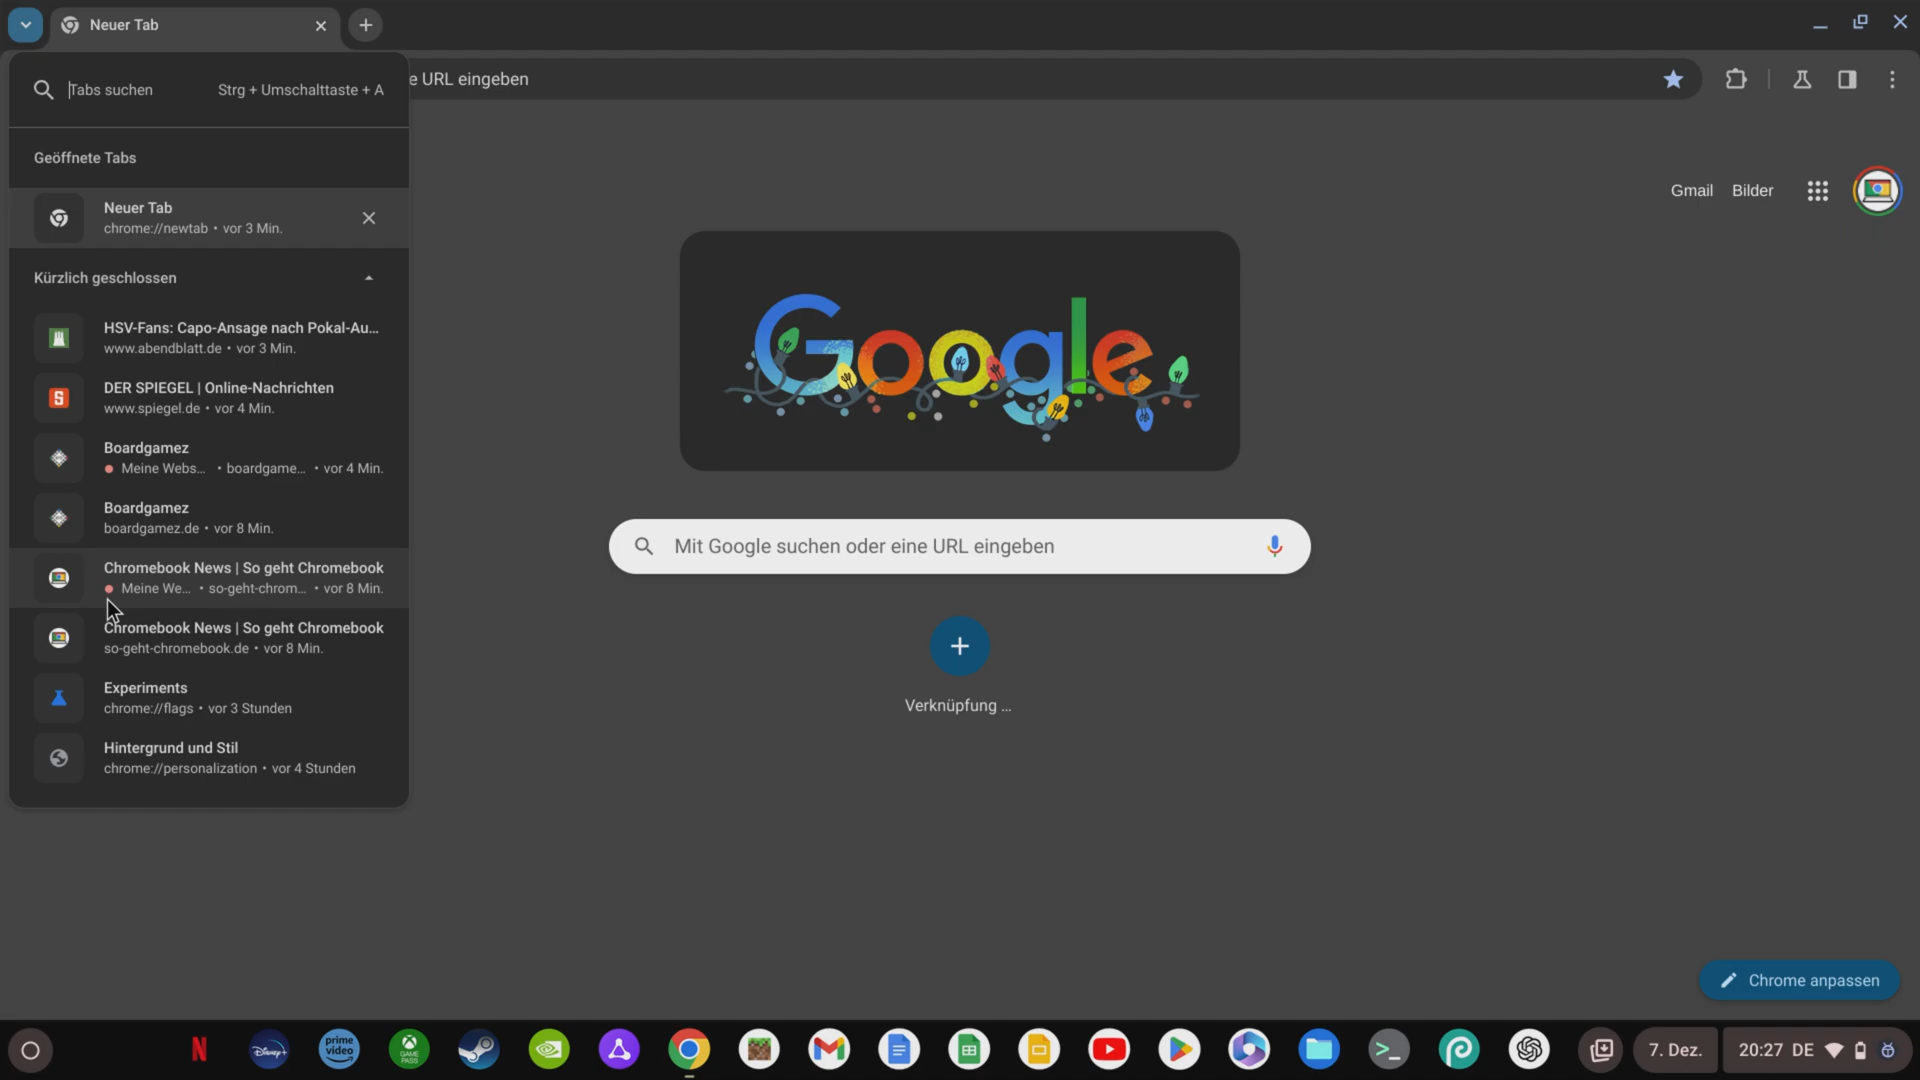 Neuer Tab
Tabs suchen
Strg + Umschalttaste + A
e URL eingeben
Geöffnete Tabs
Neuer Tab
chrome://newtab • vor 3 Min.
Kürzlich geschlossen
HSV-Fans: Capo-Ansage nach Pokal-Au...
www.abendblatt.de • vor 3 Min.
DER SPIEGEL | Online-Nachrichten
www.spiegel.de • vor 4 Min.
Boardgamez
Meine Webs... • boardgame... • vor 4 Min.
Boardgamez
boardgamez.de • vor 8 Min.
Chromebook News | So geht Chromebook
Meine We... • so-geht-chrom... • vor 8 Min.
Chromebook News | So geht Chromebook
so-geht-chromebook.de • vor 8 Min.
Experiments
chrome://flags • vor 3 Stunden
Hintergrund und Stil
chrome://personalization • vor 4 Stunden
Gmail Bilder
Google
Mit Google suchen oder eine URL eingeben
Verknüpfung ...
Chrome anpassen
N
Disney+
prime video
GAME PASS
7. Dez.
20:27 DE